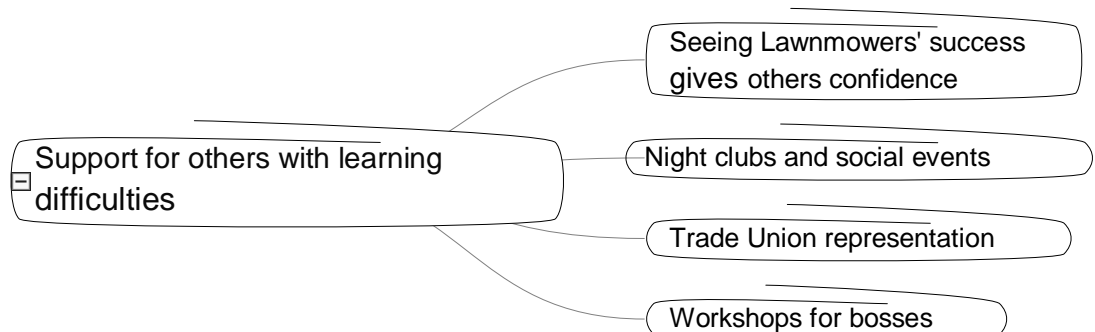 Seeing Lawnmowers' success
gives others confidence
Support for others with learning
difficulties
Night clubs and social events
Trade Union representation
Workshops for bosses